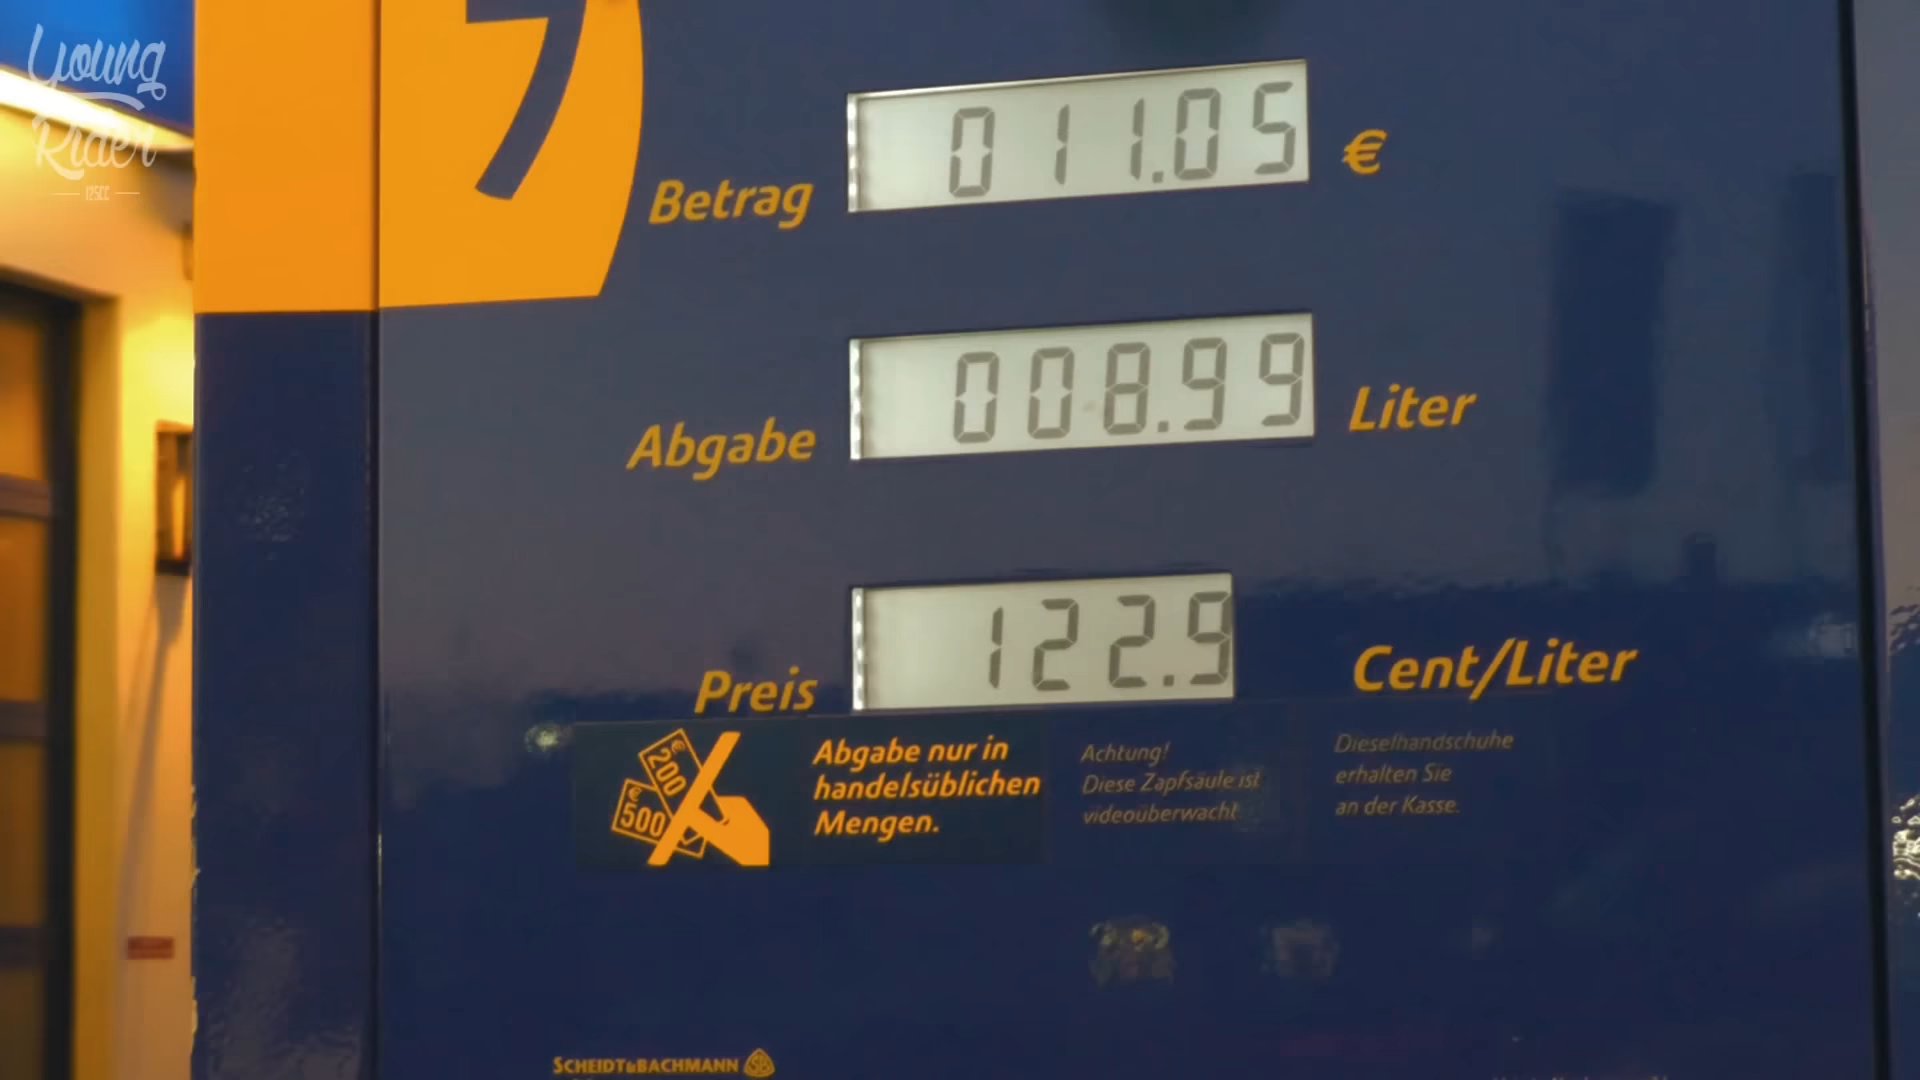 Young
Rider
125CC
7
Betrag
011.05
€
Abgabe
008.99
Liter
Preis
122.9
Cent/Liter
€
200
€
500
Abgabe nur in
handelsüblichen
Mengen.
Achtung!
Diese Zapfsäule ist
videoüberwacht.
Dieselhandschuhe
erhalten Sie
an der Kasse.
SCHEIDT&BACHMANN SB